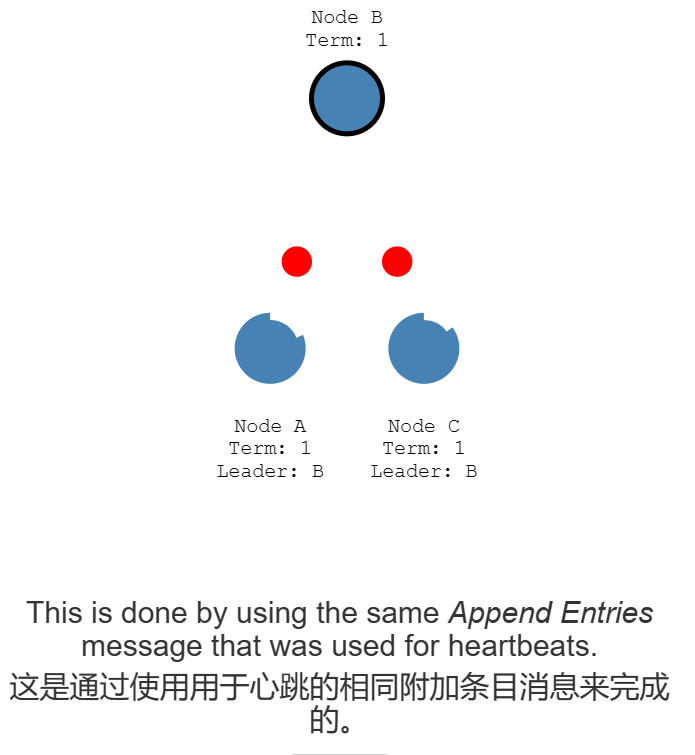 Node B
Term: 1
Node A
Term: 1
Leader: B
Node C
Term: 1
Leader: B
This is done by using the same Append Entries
message that was used for heartbeats.
这是通过使用用于心跳的相同附加条目消息来完成
的。